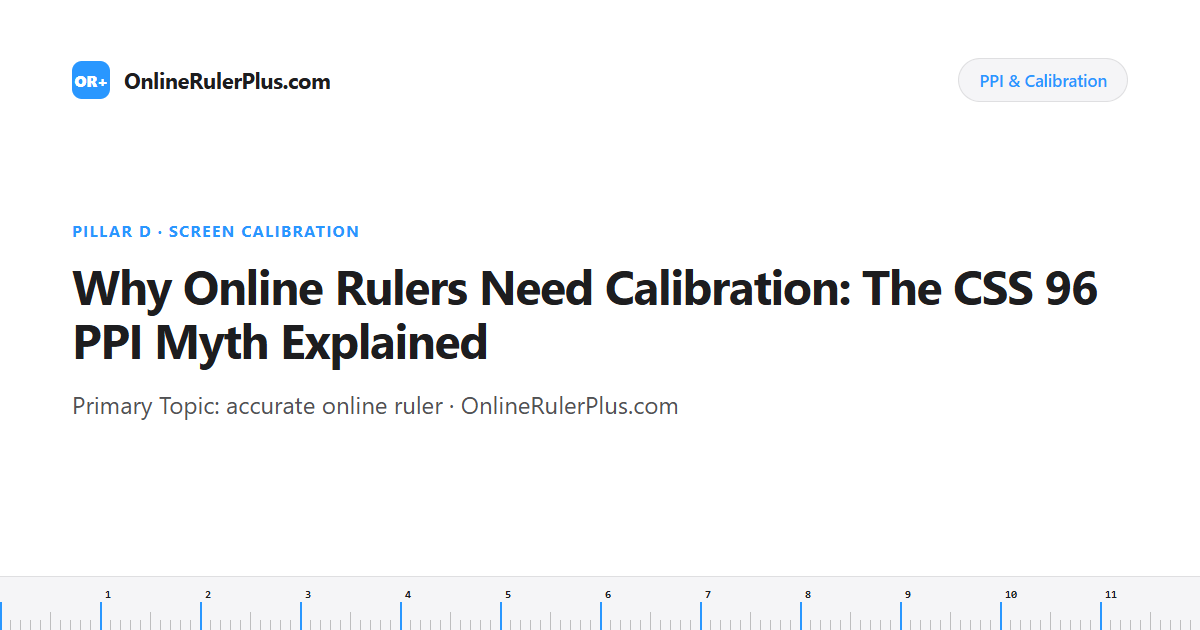 OR+ OnlineRulerPlus.com
PPI & Calibration
PILLAR D · SCREEN CALIBRATION
Why Online Rulers Need Calibration: The CSS 96
PPI Myth Explained
Primary Topic: accurate online ruler · OnlineRulerPlus.com
1 2 3 4 5 6 7 8 9 10 11